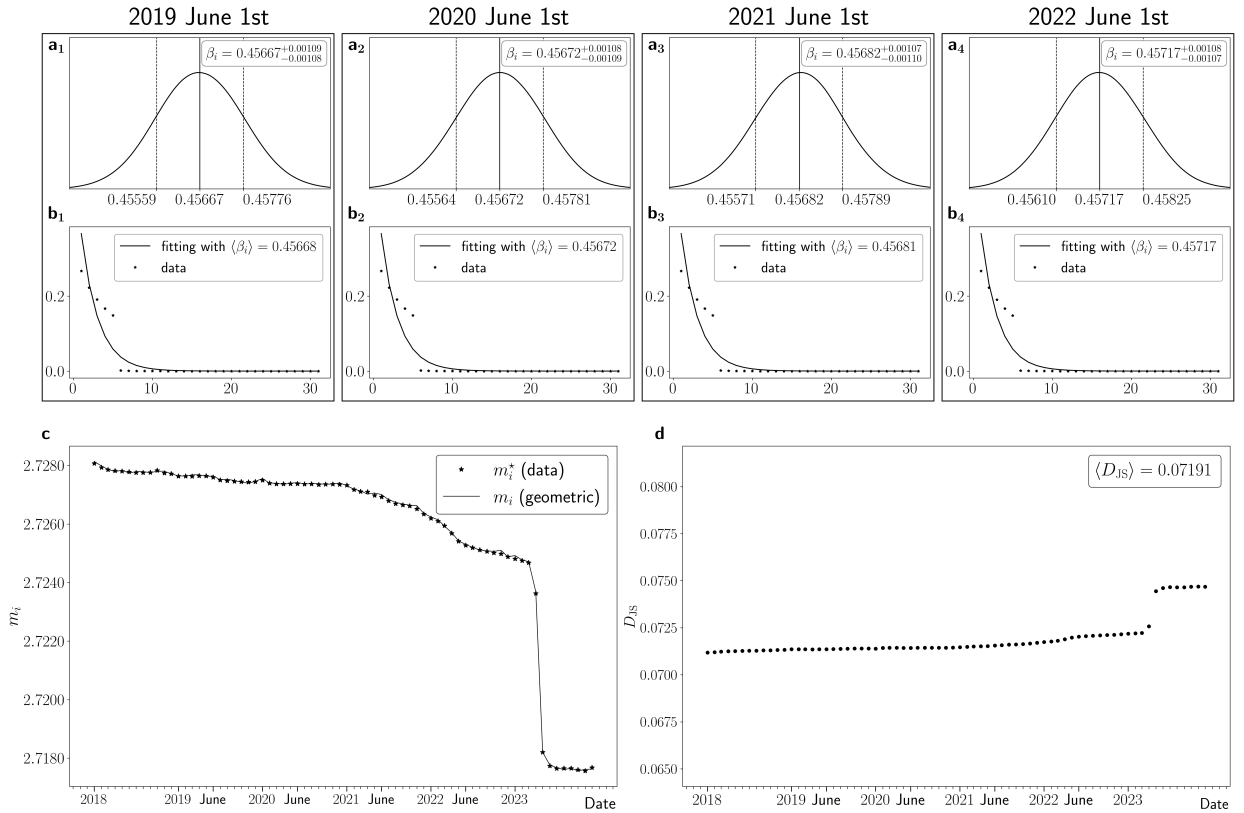 2019 June 1st 2020 June 1st 2021 June 1st 2022 June 1st
a₁ βᵢ = 0.45667 +0.00109 −0.00108
a₂ βᵢ = 0.45672 +0.00108 −0.00109
a₃ βᵢ = 0.45682 +0.00107 −0.00110
a₄ βᵢ = 0.45717 +0.00108 −0.00107
0.45559 0.45667 0.45776
0.45564 0.45672 0.45781
0.45571 0.45682 0.45789
0.45610 0.45717 0.45825
b₁
fitting with ⟨βᵢ⟩ = 0.45668
data
0.2
0.0
0 10 20 30
b₂
fitting with ⟨βᵢ⟩ = 0.45672
data
0.2
0.0
0 10 20 30
b₃
fitting with ⟨βᵢ⟩ = 0.45681
data
0.2
0.0
0 10 20 30
b₄
fitting with ⟨βᵢ⟩ = 0.45717
data
0.2
0.0
0 10 20 30
c
mᵢ* (data)
mᵢ (geometric)
2.7280
2.7260
2.7240
2.7220
2.7200
2.7180
mᵢ
2018 2019 June 2020 June 2021 June 2022 June 2023
Date
d
⟨D_JS⟩ = 0.07191
0.0800
0.0775
0.0750
0.0725
0.0700
0.0675
0.0650
D_JS
2018 2019 June 2020 June 2021 June 2022 June 2023
Date